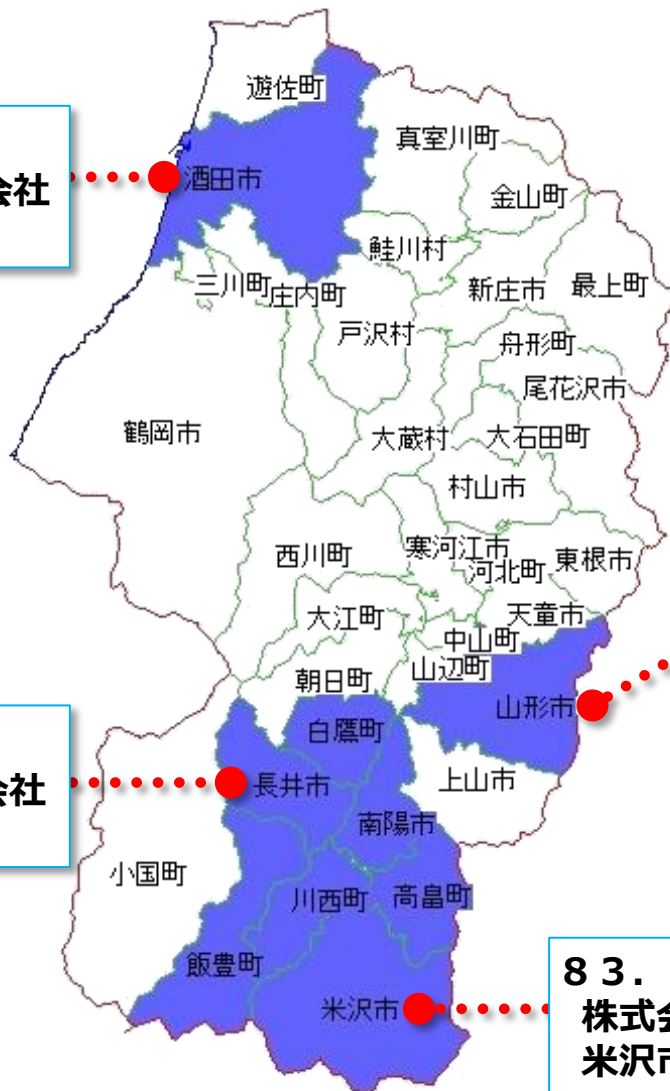 遊佐町
真室川町
会社
酒田市
金山町
鮭川村
三川町
庄内町
新庄市
最上町
戸沢村
舟形町
尾花沢市
鶴岡市
大蔵村
大石田町
村山市
西川町
寒河江市
河北町
東根市
大江町
天童市
中山町
山辺町
朝日町
山形市
白鷹町
会社
長井市
上山市
南陽市
小国町
川西町
高畠町
飯豊町
米沢市
83.
株式会
米沢市